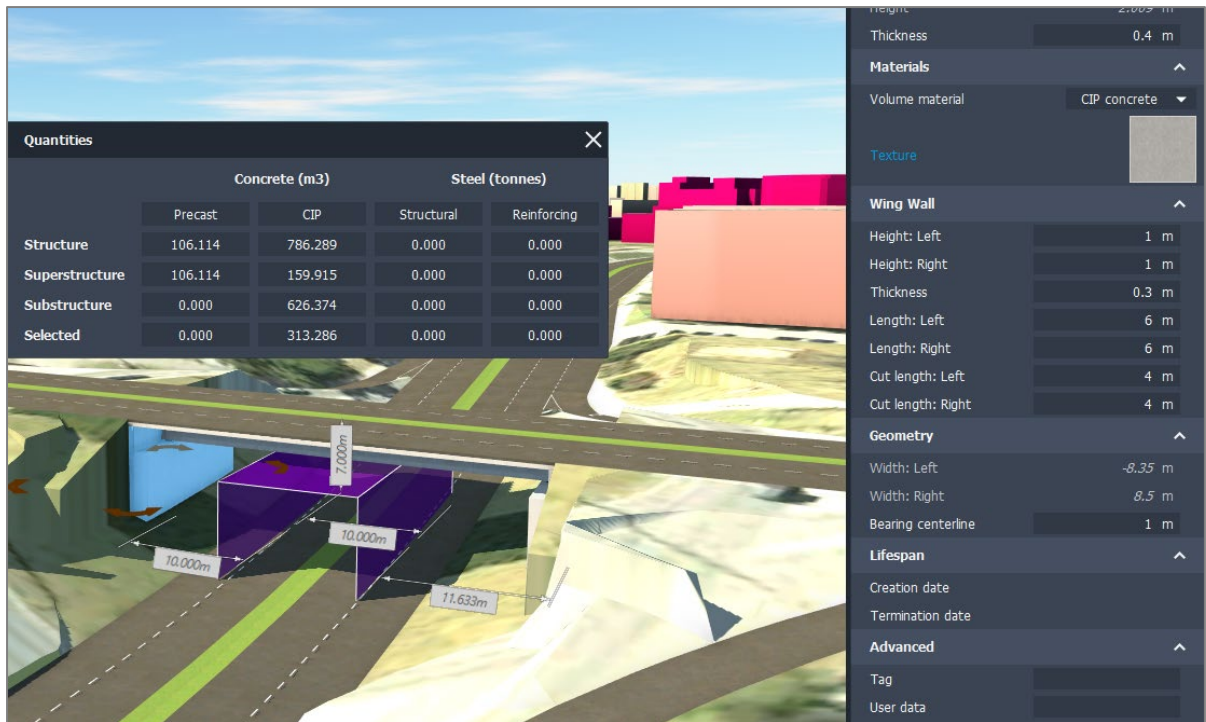 Height 2.009 m
Thickness 0.4 m
Materials
Volume material CIP concrete
Texture
Quantities
Concrete (m3) Steel (tonnes)
Precast CIP Structural Reinforcing
Structure 106.114 786.289 0.000 0.000
Superstructure 106.114 159.915 0.000 0.000
Substructure 0.000 626.374 0.000 0.000
Selected 0.000 313.286 0.000 0.000
Wing Wall
Height: Left 1 m
Height: Right 1 m
Thickness 0.3 m
Length: Left 6 m
Length: Right 6 m
Cut length: Left 4 m
Cut length: Right 4 m
Geometry
Width: Left -8.35 m
Width: Right 8.5 m
Bearing centerline 1 m
Lifespan
Creation date
Termination date
Advanced
Tag
User data
7.000m
10.000m
10.000m
11.633m